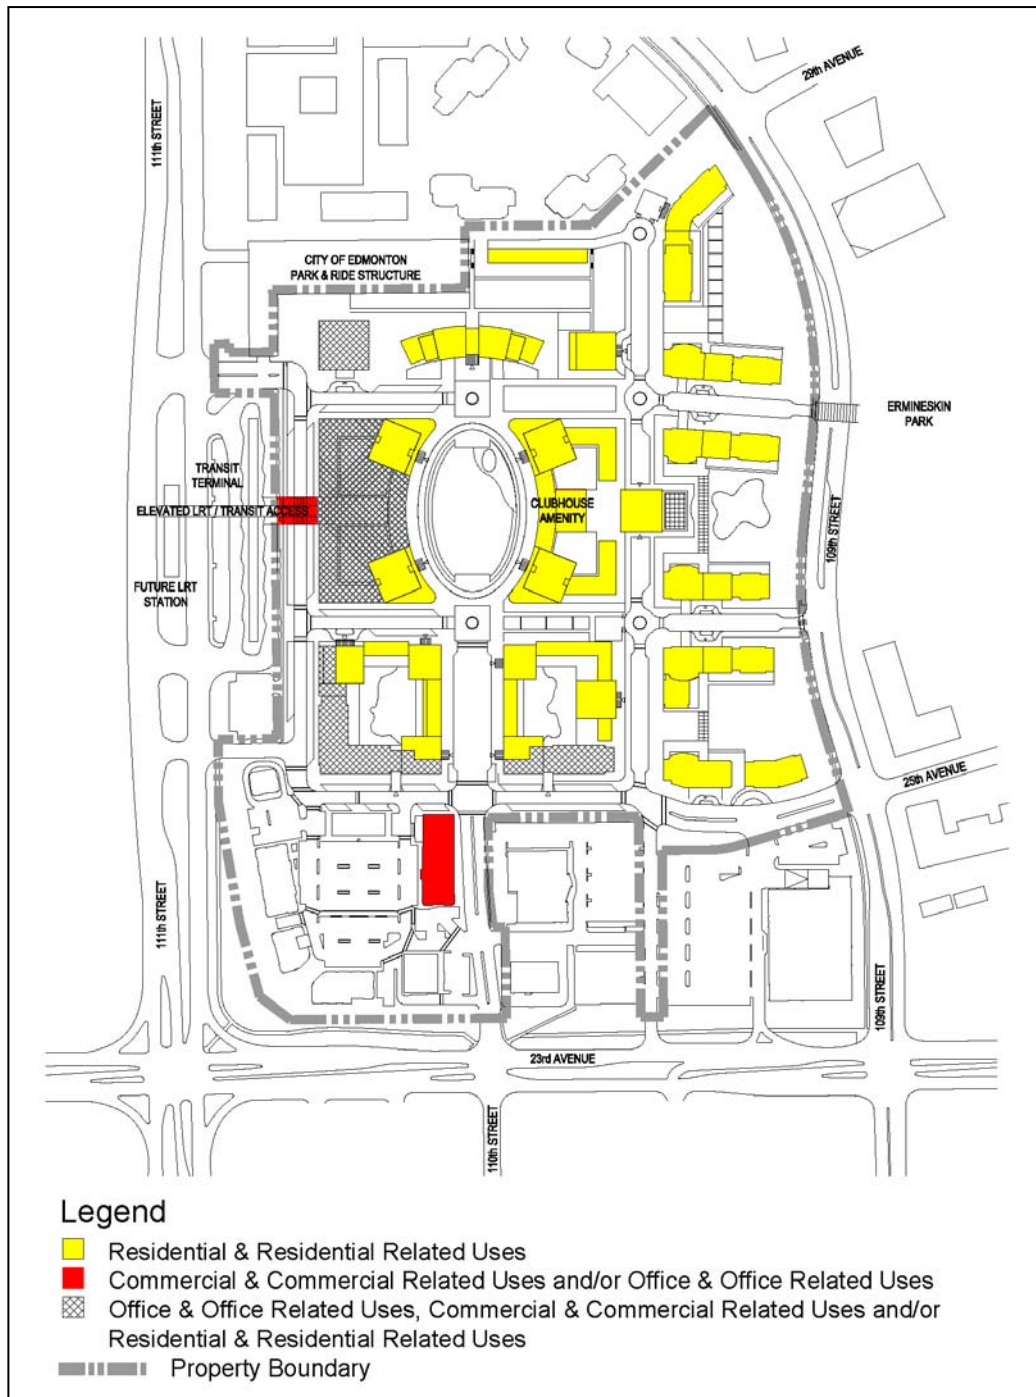 29th AVENUE
111th STREET
CITY OF EDMONTON
PARK & RIDE STRUCTURE
ERMINESKIN
PARK
TRANSIT
TERMINAL
ELEVATED LRT / TRANSIT ACCESS
CLUBHOUSE
AMENITY
109th STREET
FUTURE LRT
STATION
25th AVENUE
111th STREET
109th STREET
23rd AVENUE
110th STREET
Legend
Residential & Residential Related Uses
Commercial & Commercial Related Uses and/or Office & Office Related Uses
Office & Office Related Uses, Commercial & Commercial Related Uses and/or
Residential & Residential Related Uses
Property Boundary